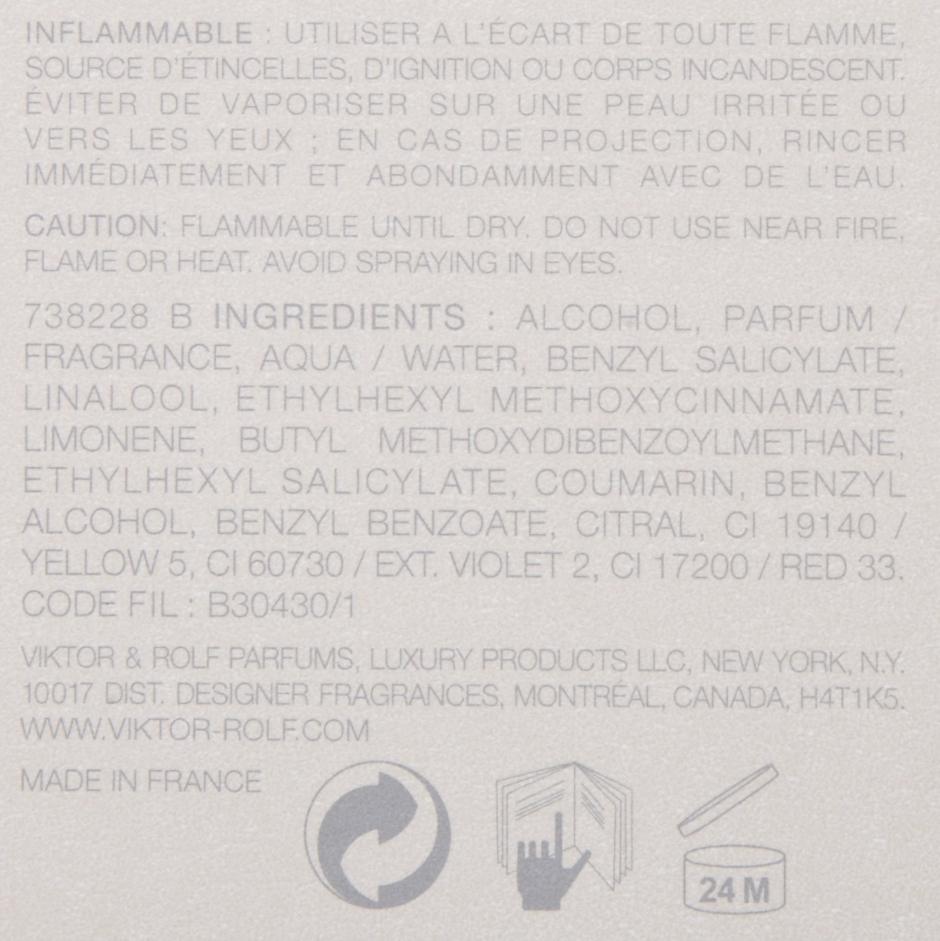 INFLAMMABLE : UTILISER A L'ÉCART DE TOUTE FLAMME,
SOURCE D'ÉTINCELLES, D'IGNITION OU CORPS INCANDESCENT.
ÉVITER DE VAPORISER SUR UNE PEAU IRRITÉE OU
VERS LES YEUX ; EN CAS DE PROJECTION, RINCER
IMMÉDIATEMENT ET ABONDAMMENT AVEC DE L'EAU.
CAUTION: FLAMMABLE UNTIL DRY. DO NOT USE NEAR FIRE,
FLAME OR HEAT. AVOID SPRAYING IN EYES.
738228 B INGREDIENTS : ALCOHOL, PARFUM /
FRAGRANCE, AQUA / WATER, BENZYL SALICYLATE,
LINALOOL, ETHYLHEXYL METHOXYCINNAMATE,
LIMONENE, BUTYL METHOXYDIBENZOYLMETHANE,
ETHYLHEXYL SALICYLATE, COUMARIN, BENZYL
ALCOHOL, BENZYL BENZOATE, CITRAL, CI 19140 /
YELLOW 5, CI 60730 / EXT. VIOLET 2, CI 17200 / RED 33.
CODE FIL : B30430/1
VIKTOR & ROLF PARFUMS, LUXURY PRODUCTS LLC, NEW YORK, N.Y.
10017 DIST. DESIGNER FRAGRANCES, MONTRÉAL, CANADA, H4T1K5.
WWW.VIKTOR-ROLF.COM
MADE IN FRANCE
24 M